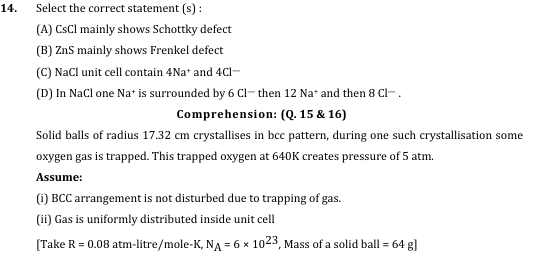 14. Select the correct statement (s) :
(A) CsCl mainly shows Schottky defect
(B) ZnS mainly shows Frenkel defect
(C) NaCl unit cell contain 4Na⁺ and 4Cl⁻
(D) In NaCl one Na⁺ is surrounded by 6 Cl⁻ then 12 Na⁺ and then 8 Cl⁻ .
Comprehension: (Q. 15 & 16)
Solid balls of radius 17.32 cm crystallises in bcc pattern, during one such crystallisation some
oxygen gas is trapped. This trapped oxygen at 640K creates pressure of 5 atm.
Assume:
(i) BCC arrangement is not disturbed due to trapping of gas.
(ii) Gas is uniformly distributed inside unit cell
[Take R = 0.08 atm-litre/mole-K, N_A = 6 × 10²³, Mass of a solid ball = 64 g]